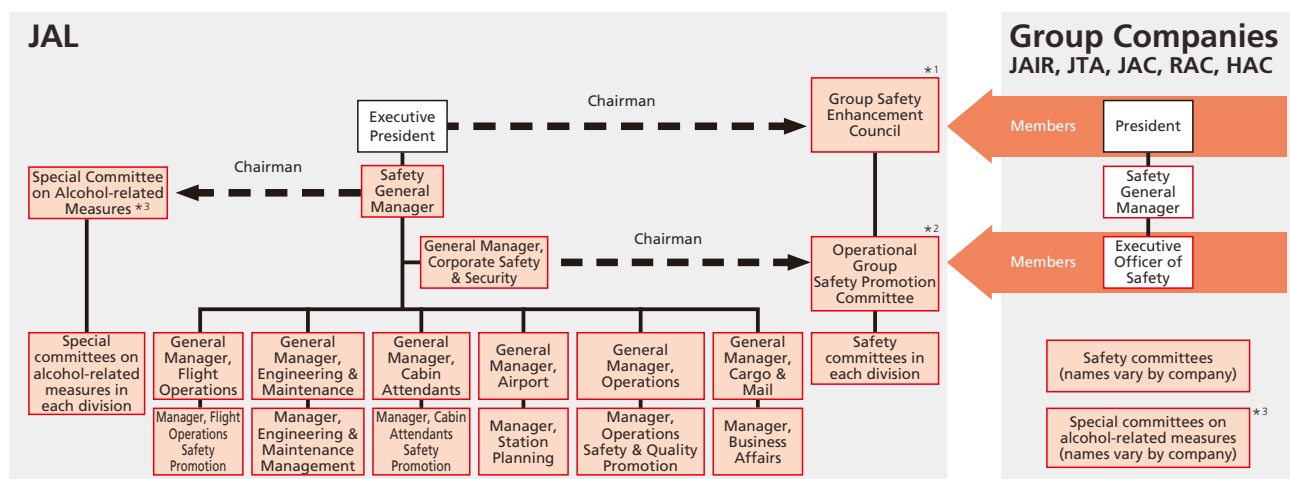 JAL
Group Companies
JAIR, JTA, JAC, RAC, HAC
*1
Executive
President
Chairman
Group Safety
Enhancement
Council
Members
President
Special Committee
on Alcohol-related
Measures *3
Chairman
Safety
General
Manager
Safety
General
Manager
*2
General Manager,
Corporate Safety
& Security
Chairman
Operational
Group
Safety Promotion
Committee
Members
Executive
Officer of
Safety
Special
committees on
alcohol-related
measures in
each division
General
Manager,
Flight
Operations
General
Manager,
Engineering &
Maintenance
General
Manager,
Cabin
Attendants
General
Manager,
Airport
General
Manager,
Operations
General
Manager,
Cargo &
Mail
Safety
committees in
each division
Safety committees
(names vary by company)
Manager, Flight
Operations
Safety
Promotion
Manager,
Engineering &
Maintenance
Management
Manager, Cabin
Attendants
Safety
Promotion
Manager,
Station
Planning
Manager,
Operations
Safety & Quality
Promotion
Manager,
Business
Affairs
Special committees on
alcohol-related measures
(names vary by company)
*3